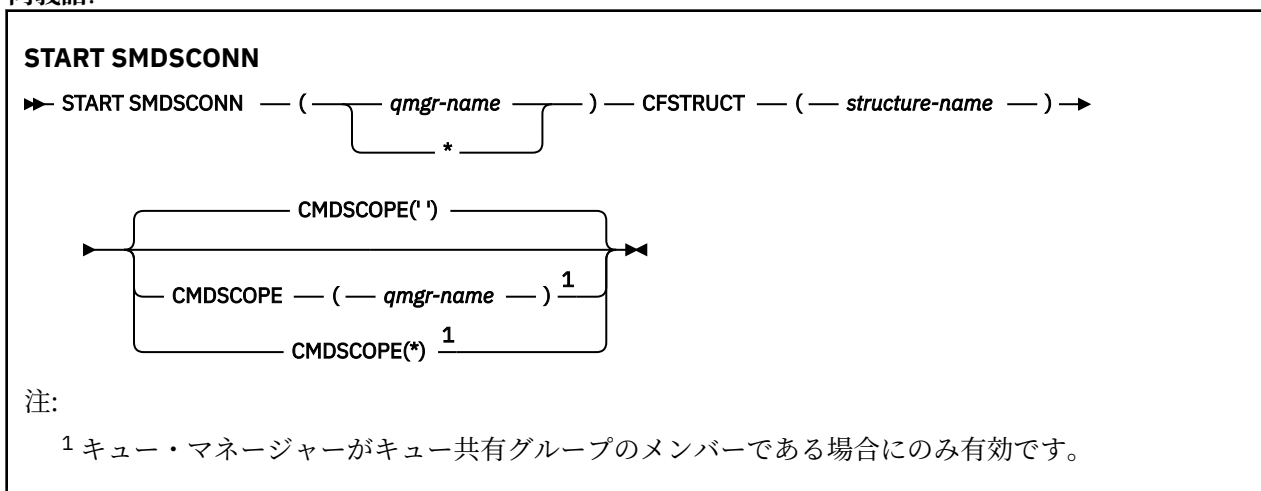 START SMDSCONN
START SMDSCONN ( qmgr-name ) CFSTRUCT ( structure-name )
*
CMDSCOPE(' ')
CMDSCOPE ( qmgr-name ) 1
CMDSCOPE(*) 1
注:
1 キュー・マネージャーがキュー共有グループのメンバーである場合にのみ有効です。